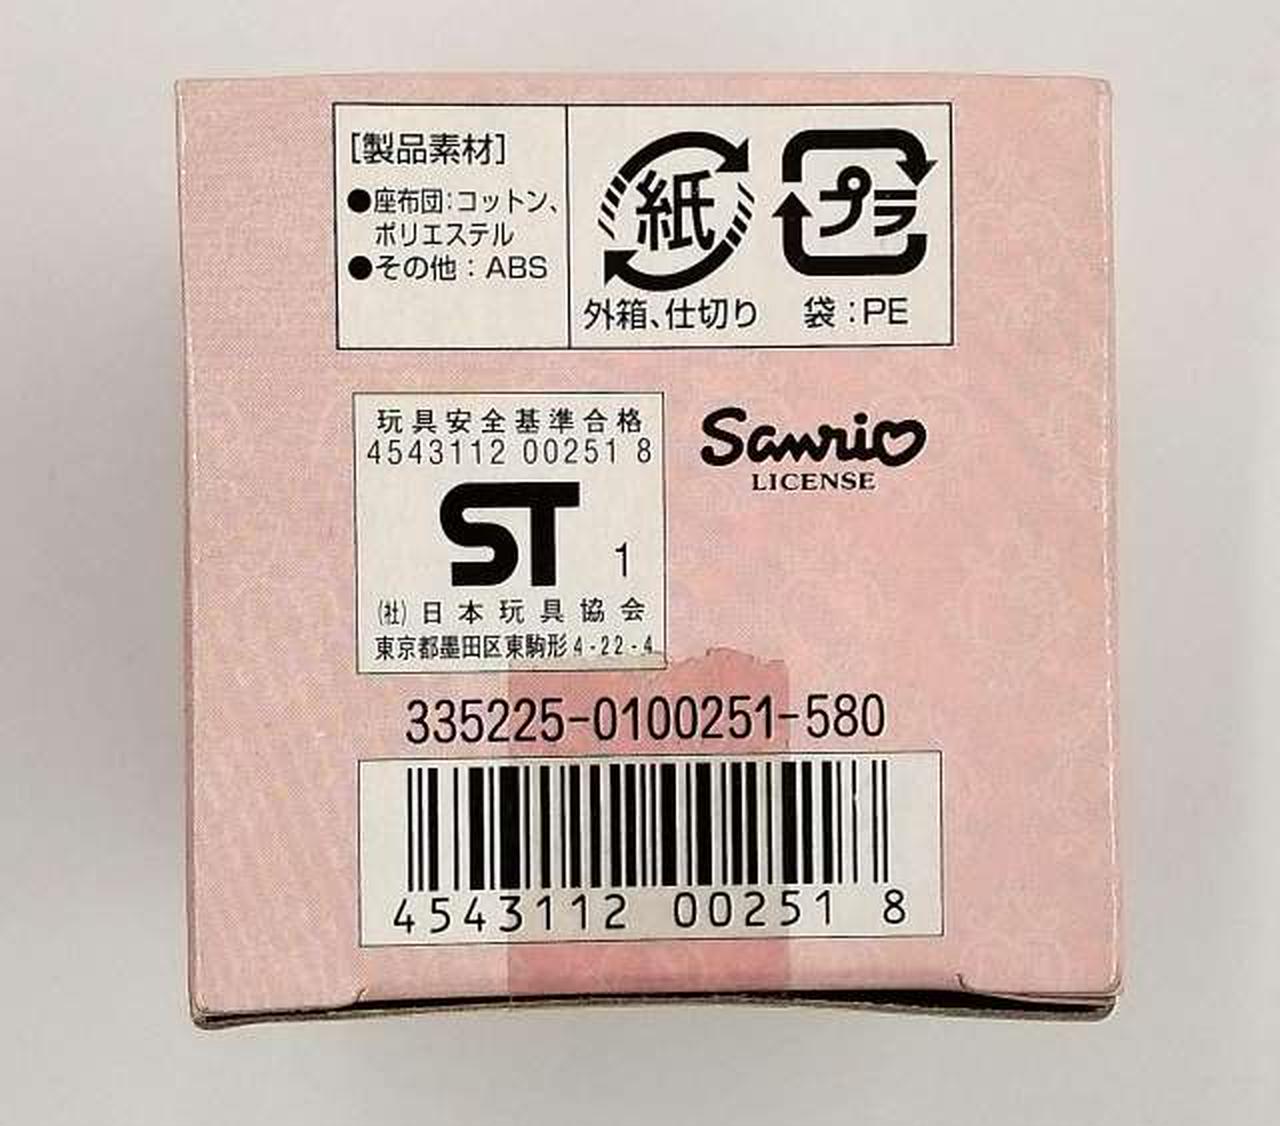 [製品素材]
●座布団：コットン、
ポリエステル
●その他：ABS
紙
外箱、仕切り
プラ
袋：PE
玩具安全基準合格
4543112 00251 8
ST 1
(社)日本玩具協会
東京都墨田区東駒形4-22-4
Sanrio
LICENSE
335225-0100251-580
4543112 00251 8